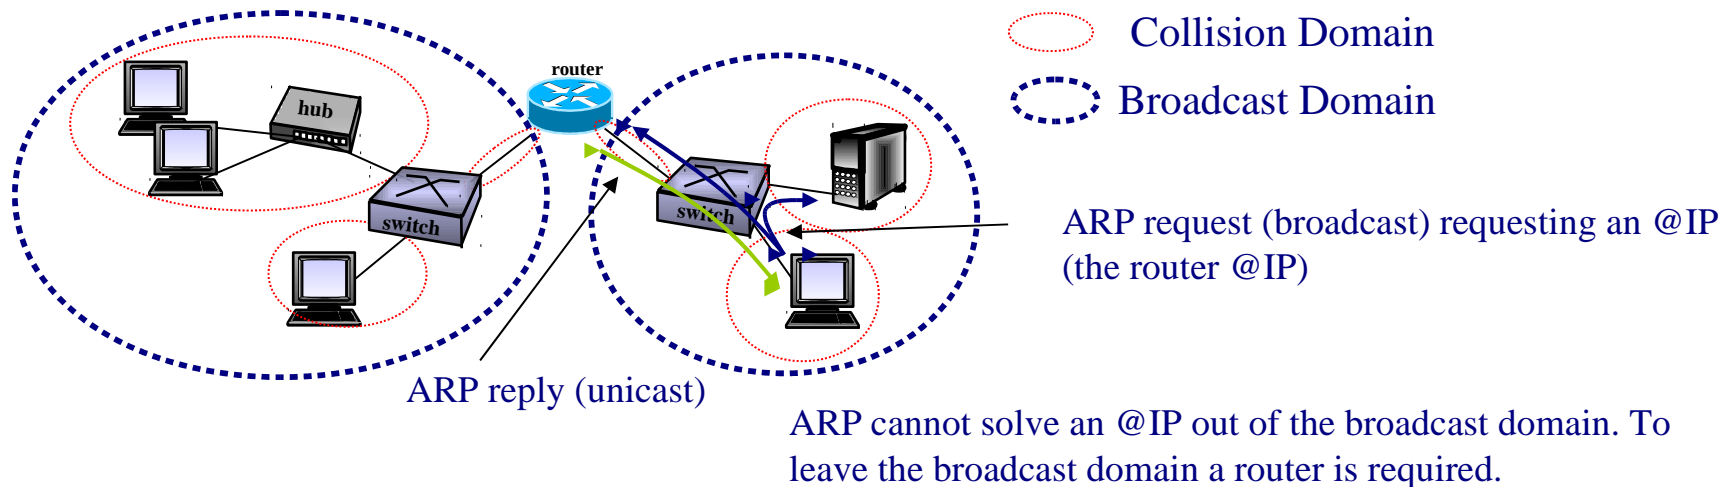 Collision Domain
Broadcast Domain
router
hub
switch
switch
ARP request (broadcast) requesting an @IP
(the router @IP)
ARP reply (unicast)
ARP cannot solve an @IP out of the broadcast domain. To
leave the broadcast domain a router is required.